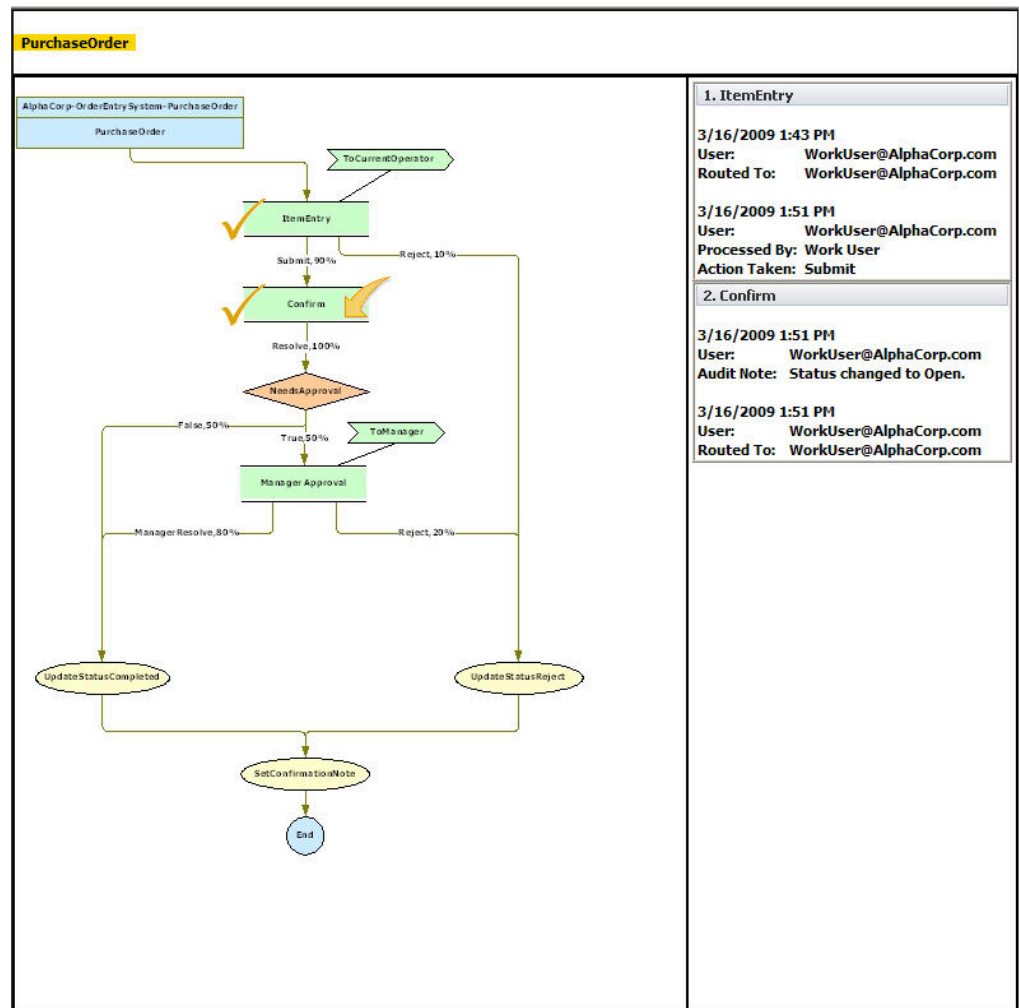 PurchaseOrder
AlphaCorp-OrderEntrySystem-PurchaseOrder
PurchaseOrder
ToCurrentOperator
ItemEntry
Submit, 90%
Reject, 10%
Confirm
Resolve,100%
NeedsApproval
False,50%
True,50%
ToManager
Manager Approval
ManagerResolve,80%
Reject, 20%
UpdateStatusCompleted
UpdateStatusReject
SetConfirmationNote
End
1. ItemEntry
3/16/2009 1:43 PM
User: WorkUser@AlphaCorp.com
Routed To: WorkUser@AlphaCorp.com
3/16/2009 1:51 PM
User: WorkUser@AlphaCorp.com
Processed By: Work User
Action Taken: Submit
2. Confirm
3/16/2009 1:51 PM
User: WorkUser@AlphaCorp.com
Audit Note: Status changed to Open.
3/16/2009 1:51 PM
User: WorkUser@AlphaCorp.com
Routed To: WorkUser@AlphaCorp.com